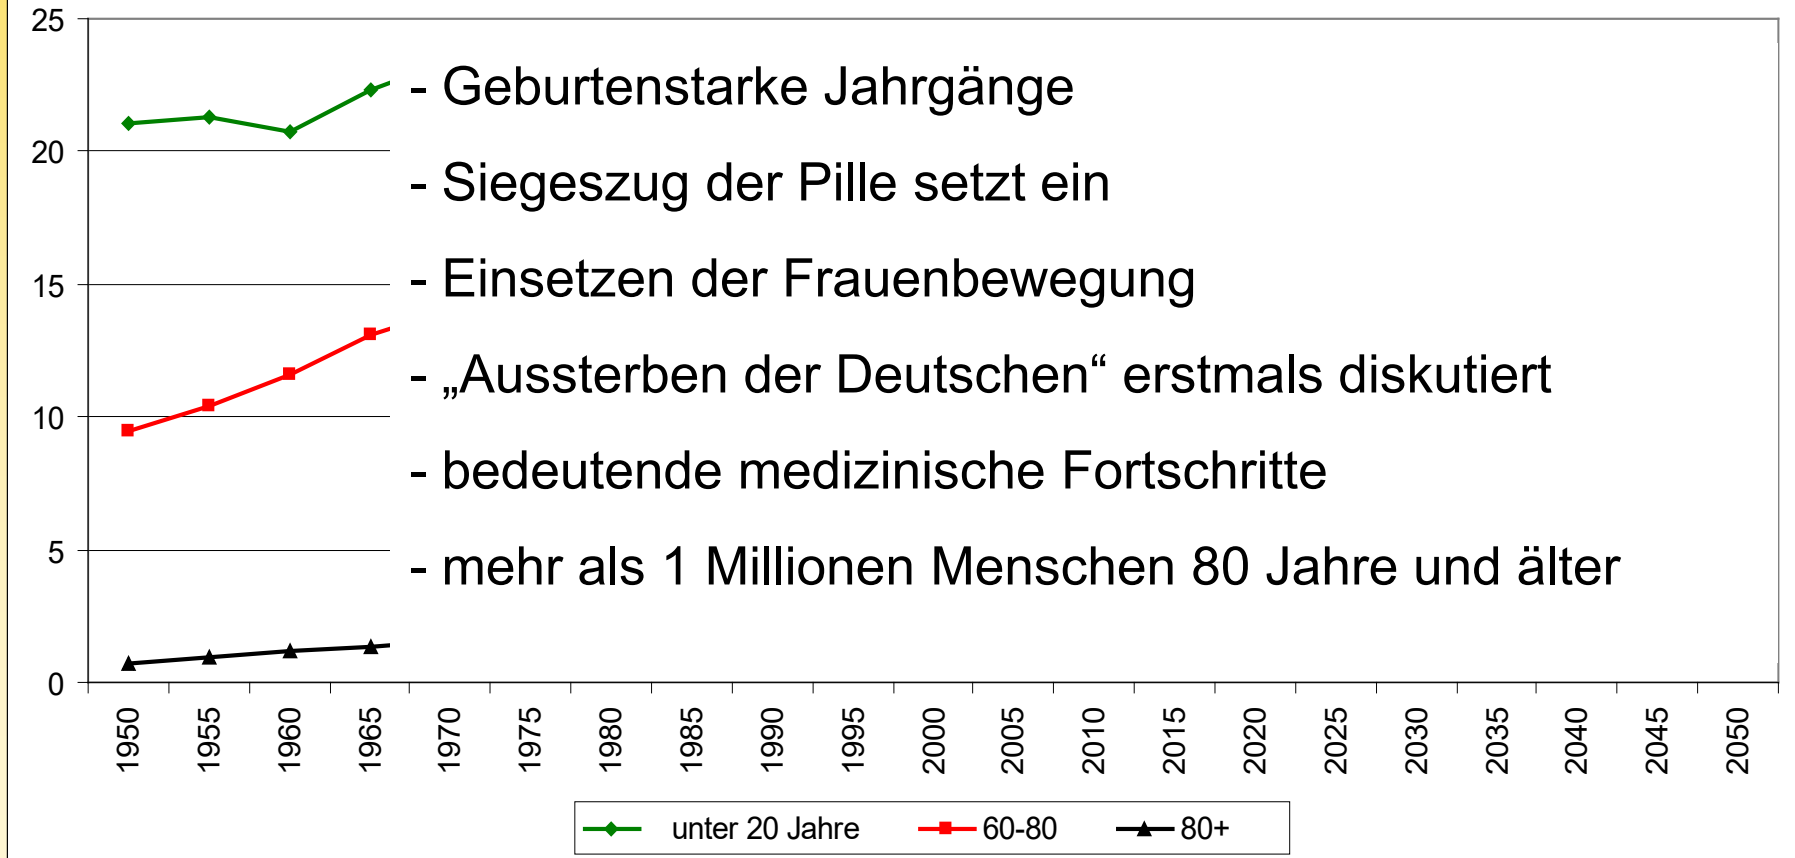 25
- Geburtenstarke Jahrgänge
20
- Siegeszug der Pille setzt ein
15
- Einsetzen der Frauenbewegung
- „Aussterben der Deutschen“ erstmals diskutiert
10
- bedeutende medizinische Fortschritte
5
- mehr als 1 Millionen Menschen 80 Jahre und älter
0
1950 1955 1960 1965 1970 1975 1980 1985 1990 1995 2000 2005 2010 2015 2020 2025 2030 2035 2040 2045 2050
unter 20 Jahre 60-80 80+